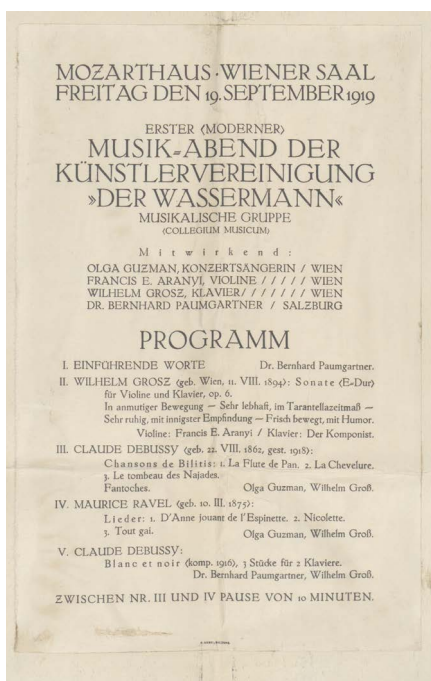 MOZARTHAUS · WIENER SAAL
FREITAG DEN 19. SEPTEMBER 1919
ERSTER (MODERNER)
MUSIK=ABEND DER
KÜNSTLERVEREINIGUNG
»DER WASSERMANN«
MUSIKALISCHE GRUPPE
(COLLEGIUM MUSICUM)
Mitwirkend:
OLGA GUZMAN, KONZERTSÄNGERIN / WIEN
FRANCIS E. ARANYI, VIOLINE / / / / / WIEN
WILHELM GROSZ, KLAVIER / / / / / / / WIEN
DR. BERNHARD PAUMGARTNER / SALZBURG
PROGRAMM
I. EINFÜHRENDE WORTE Dr. Bernhard Paumgartner.
II. WILHELM GROSZ (geb. Wien, 11. VIII. 1894): Sonate (E=Dur)
für Violine und Klavier, op. 6.
In anmutiger Bewegung — Sehr lebhaft, im Tarantellazeitmaß —
Sehr ruhig, mit innigster Empfindung — Frisch bewegt, mit Humor.
Violine: Francis E. Aranyi / Klavier: Der Komponist.
III. CLAUDE DEBUSSY (geb. 22. VIII. 1862, gest. 1918):
Chansons de Bilitis: 1. La Flute de Pan. 2. La Chevelure.
3. Le tombeau des Najades.
Fantoches. Olga Guzman, Wilhelm Groß.
IV. MAURICE RAVEL (geb. 10. III. 1875):
Lieder: 1. D'Anne jouant de l'Espinette. 2. Nicolette.
3. Tout gai. Olga Guzman, Wilhelm Groß.
V. CLAUDE DEBUSSY:
Blanc et noir (komp. 1916), 3 Stücke für 2 Klaviere.
Dr. Bernhard Paumgartner, Wilhelm Groß.
ZWISCHEN NR. III UND IV PAUSE VON 10 MINUTEN.